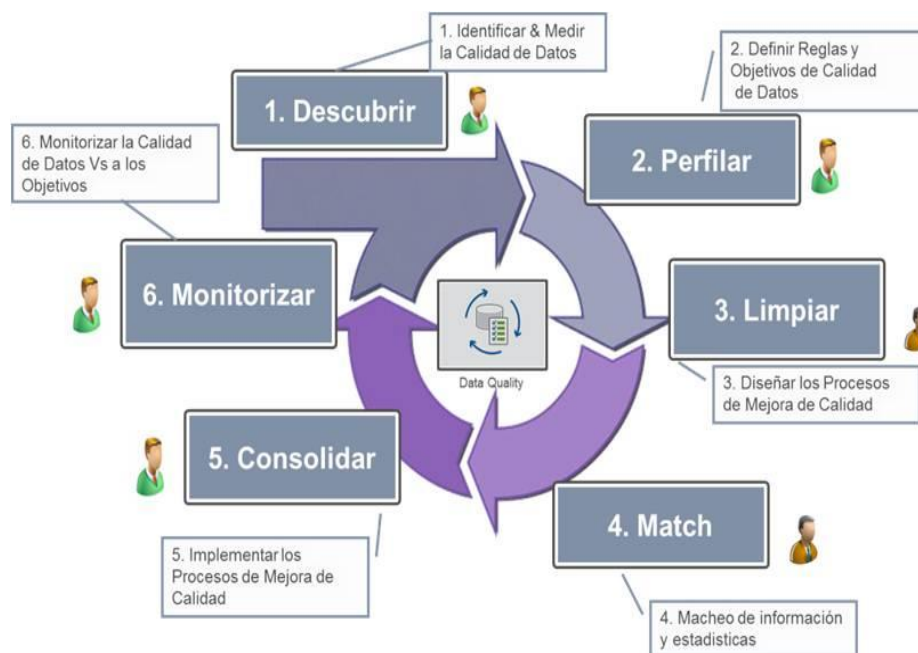 1. Identificar & Medir
la Calidad de Datos
1. Descubrir
2. Definir Reglas y
Objetivos de Calidad
de Datos
2. Perfilar
6. Monitorizar la Calidad
de Datos Vs a los
Objetivos
6. Monitorizar
3. Limpiar
3. Diseñar los Procesos
de Mejora de Calidad
Data Quality
5. Consolidar
5. Implementar los
Procesos de Mejora de
Calidad
4. Match
4. Macheo de información
y estadisticas